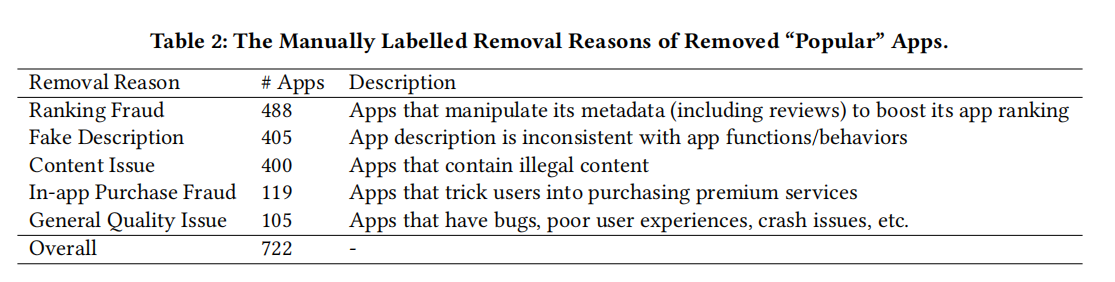 Table 2: The Manually Labelled Removal Reasons of Removed “Popular” Apps.
Removal Reason # Apps Description
Ranking Fraud 488 Apps that manipulate its metadata (including reviews) to boost its app ranking
Fake Description 405 App description is inconsistent with app functions/behaviors
Content Issue 400 Apps that contain illegal content
In-app Purchase Fraud 119 Apps that trick users into purchasing premium services
General Quality Issue 105 Apps that have bugs, poor user experiences, crash issues, etc.
Overall 722 -